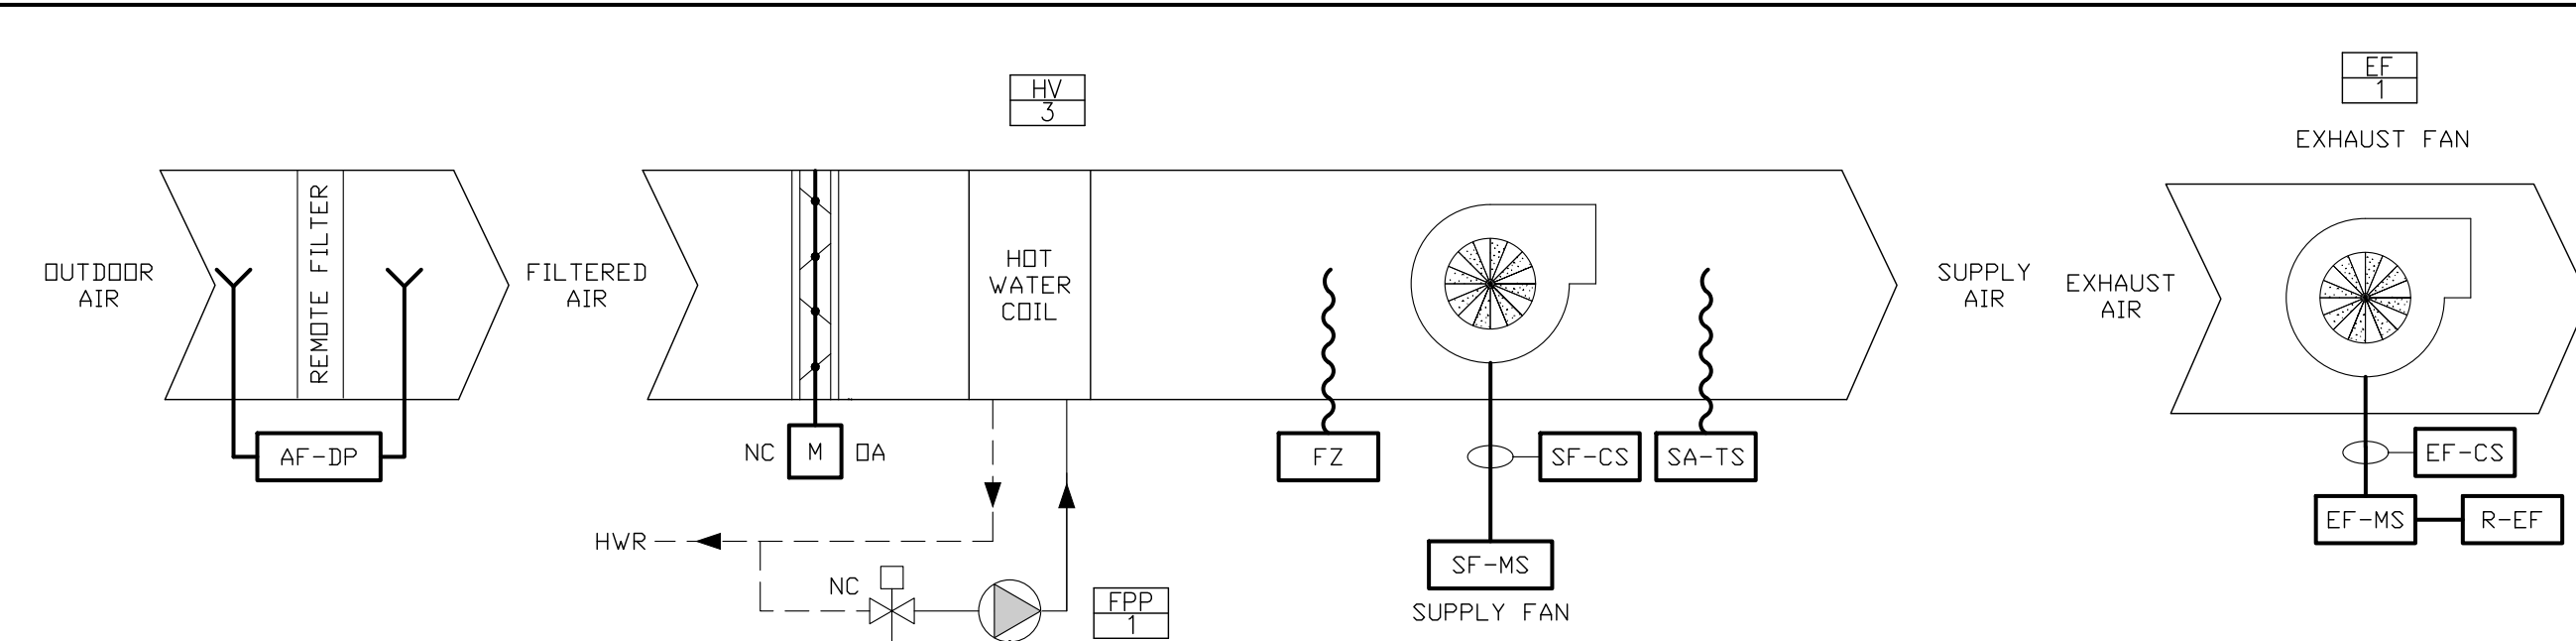 HV
3
EF
1
EXHAUST FAN
OUTDOOR
AIR
REMOTE FILTER
FILTERED
AIR
HOT
WATER
COIL
SUPPLY
AIR
EXHAUST
AIR
AF-DP
NC
M
OA
FZ
SF-CS
SA-TS
EF-CS
EF-MS
R-EF
HWR
SF-MS
NC
FPP
1
SUPPLY FAN